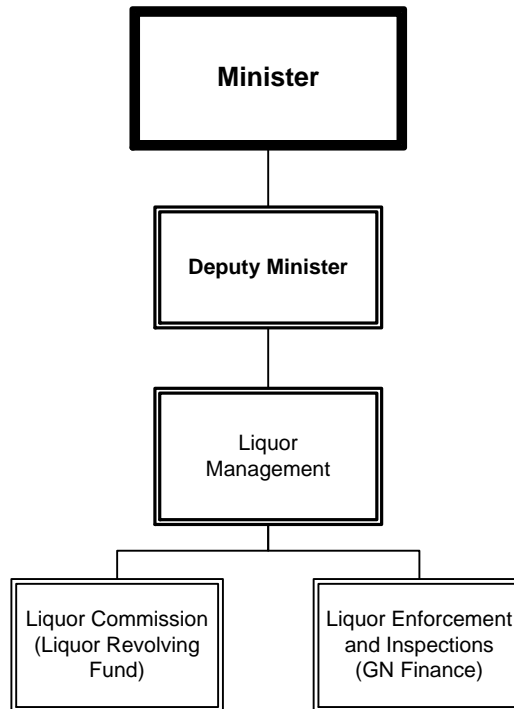 Minister
Deputy Minister
Liquor
Management
Liquor Commission
(Liquor Revolving
Fund)
Liquor Enforcement
and Inspections
(GN Finance)